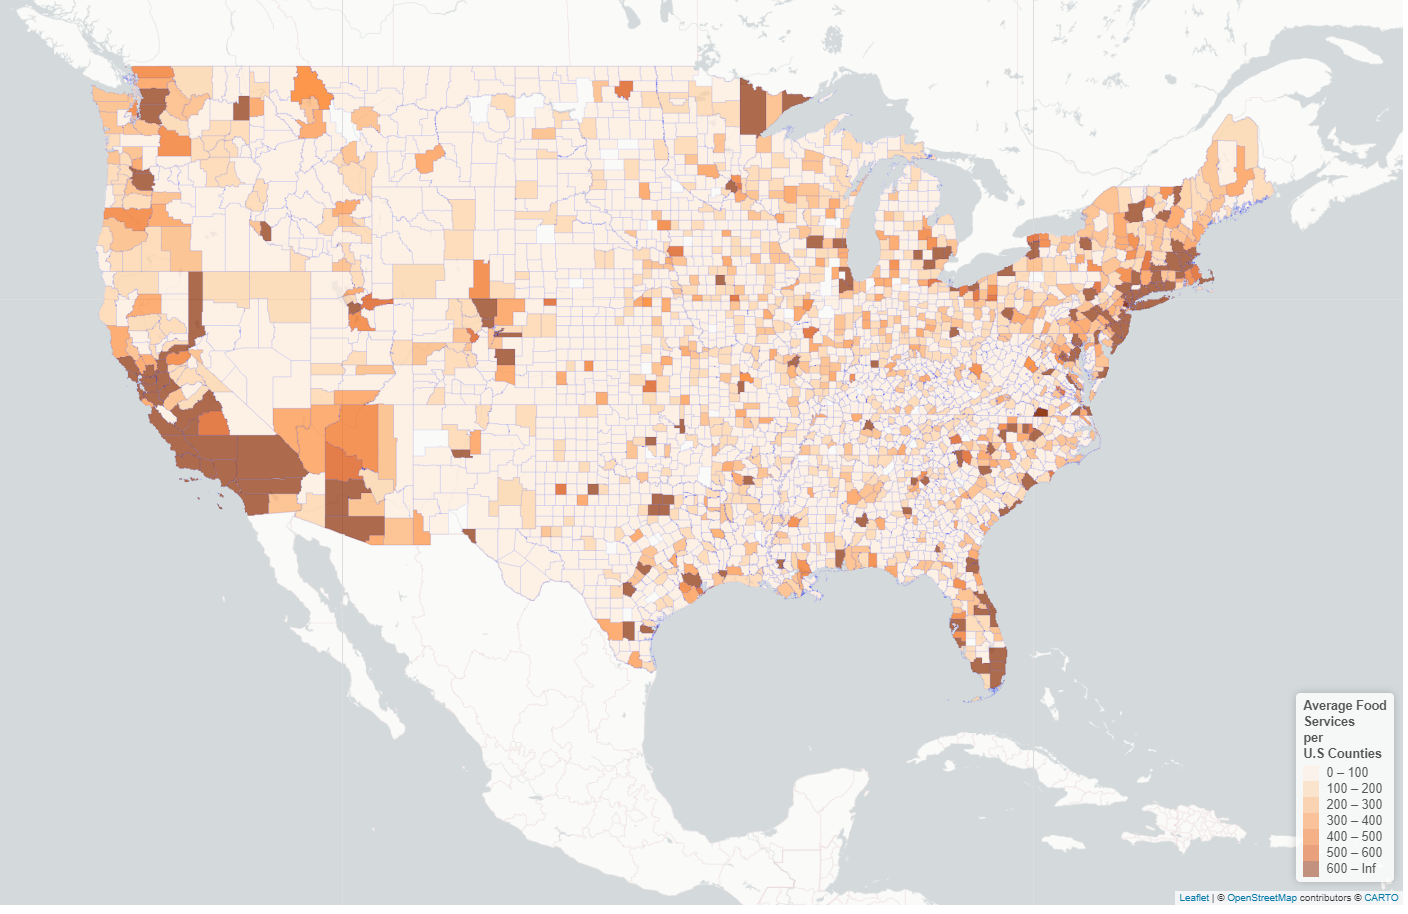 Average Food
Services
per
U.S Counties
0 – 100
100 – 200
200 – 300
300 – 400
400 – 500
500 – 600
600 – Inf
Leaflet | © OpenStreetMap contributors © CARTO